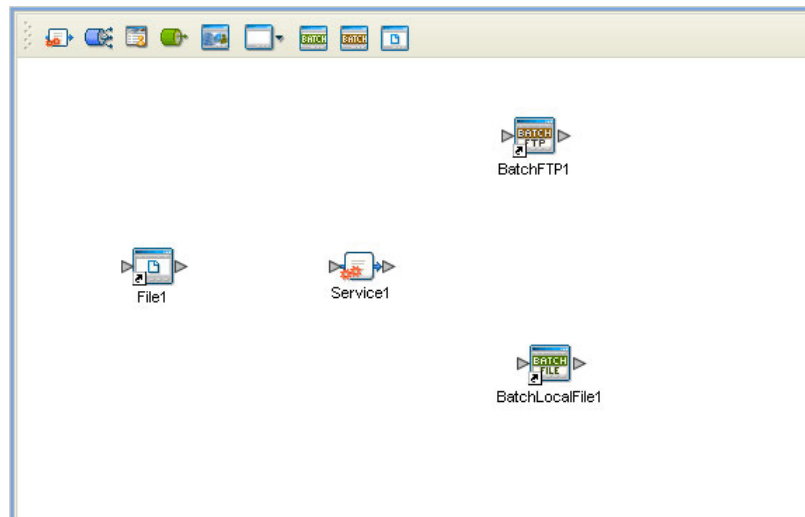 BATCH BATCH
BATCH
FTP
BatchFTP1
File1
Service1
BATCH
FILE
BatchLocalFile1